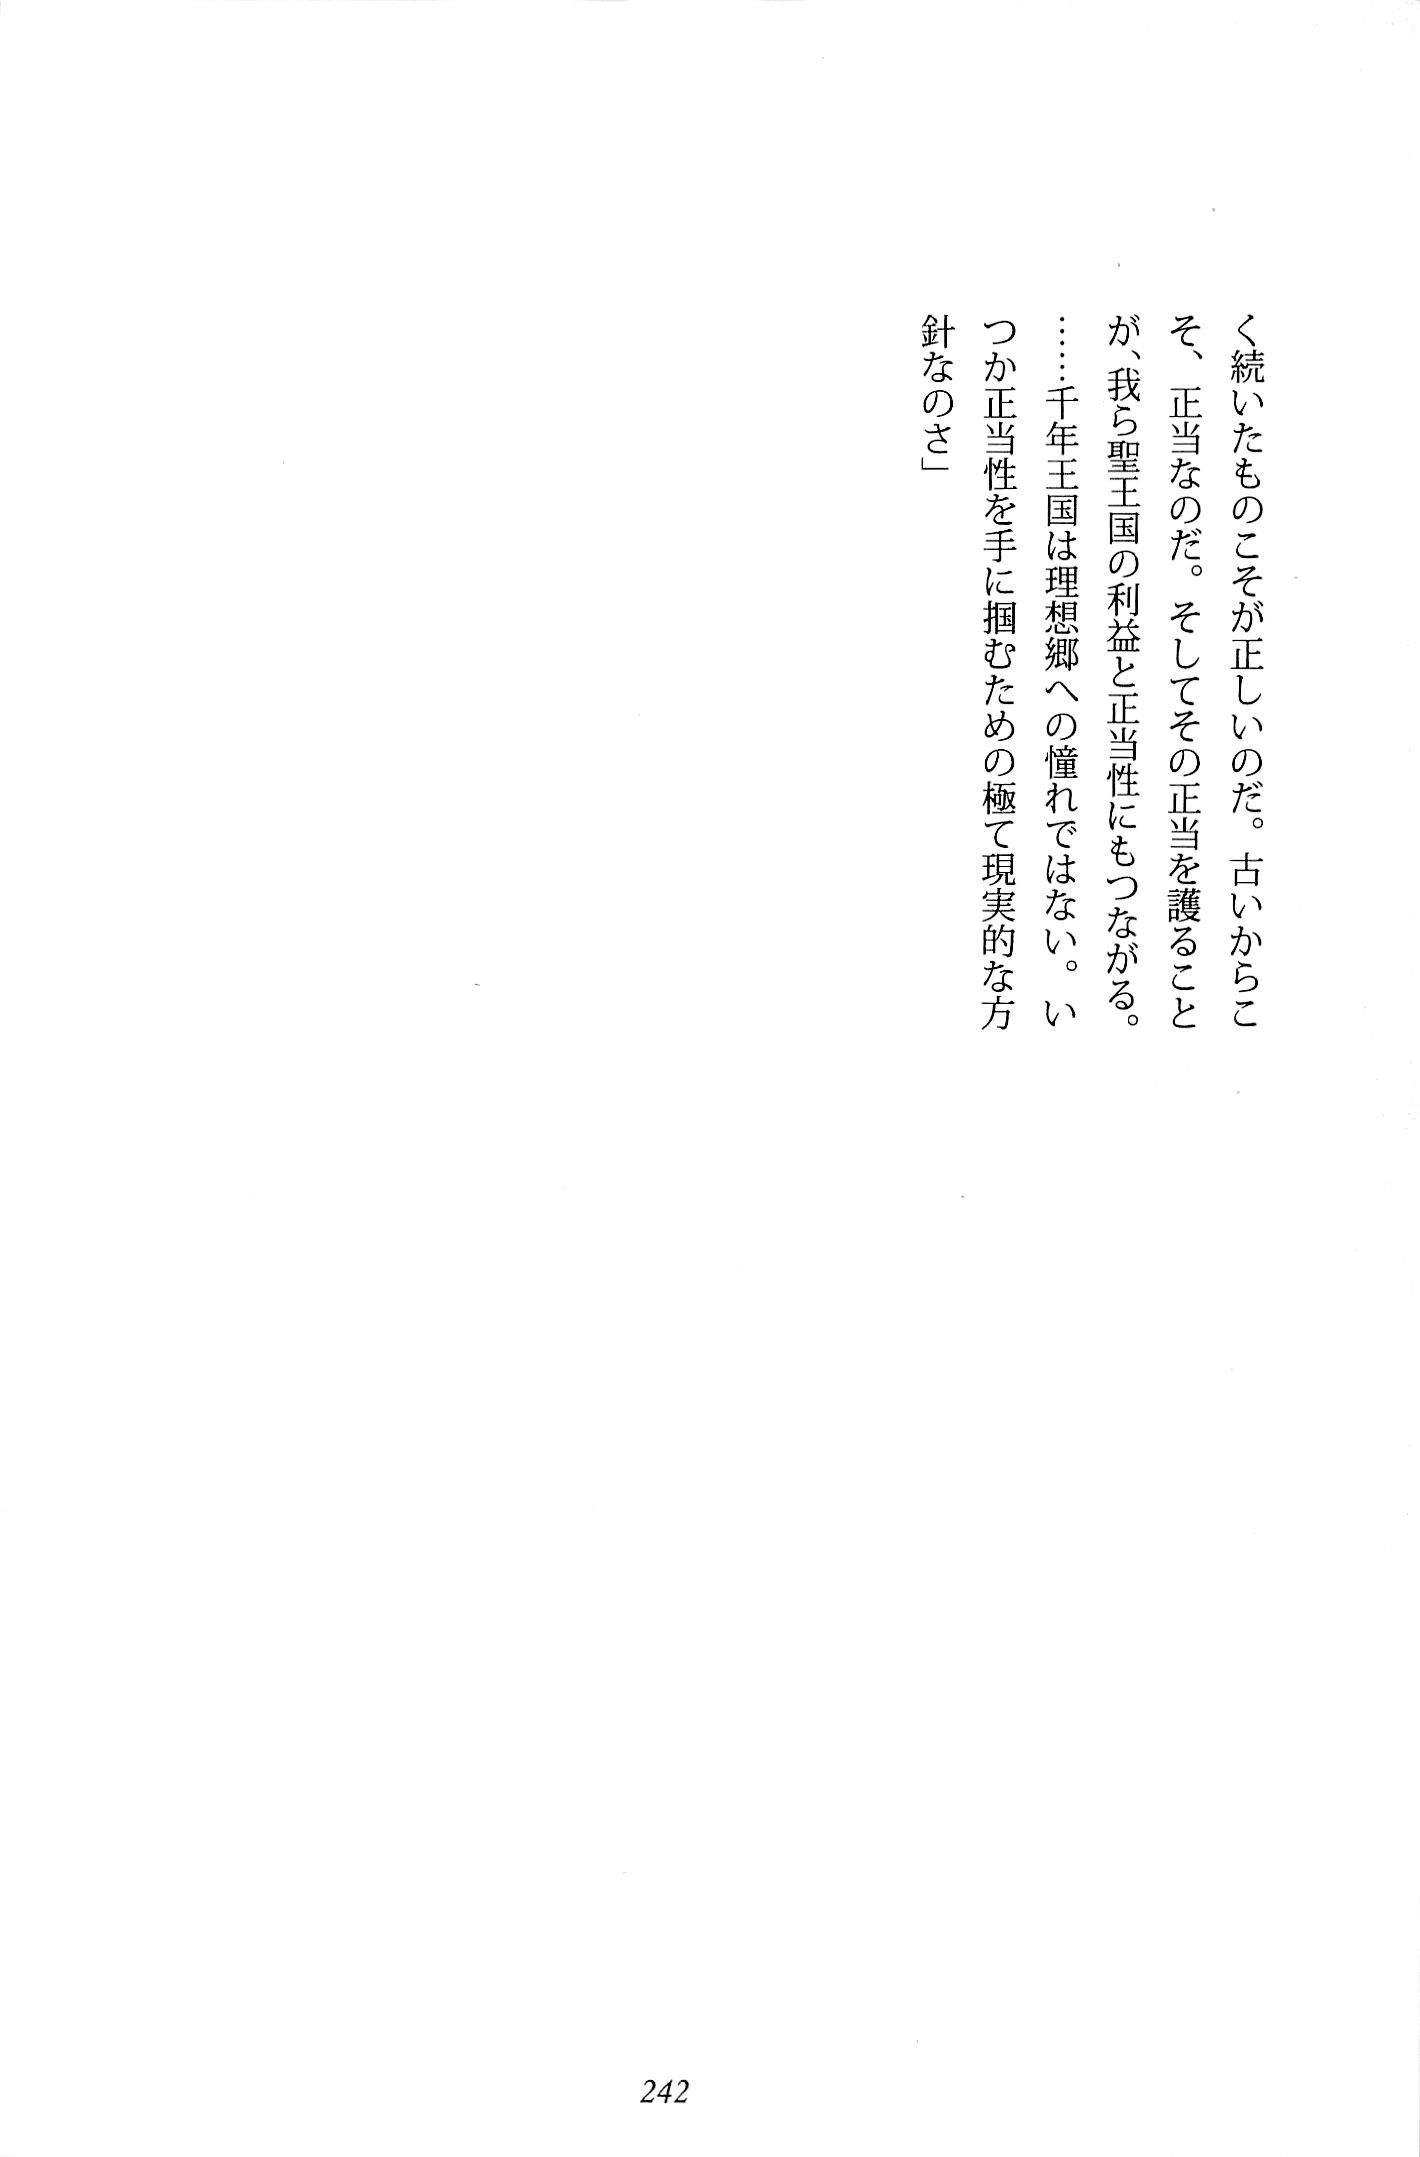 く続いたものこそが正しいのだ。古いからこ
そ、正当なのだ。そしてその正当を護ること
が、我ら聖王国の利益と正当性にもつながる。
……千年王国は理想郷への憧れではない。い
つか正当性を手に掴むための極て現実的な方
針なのさ」
242